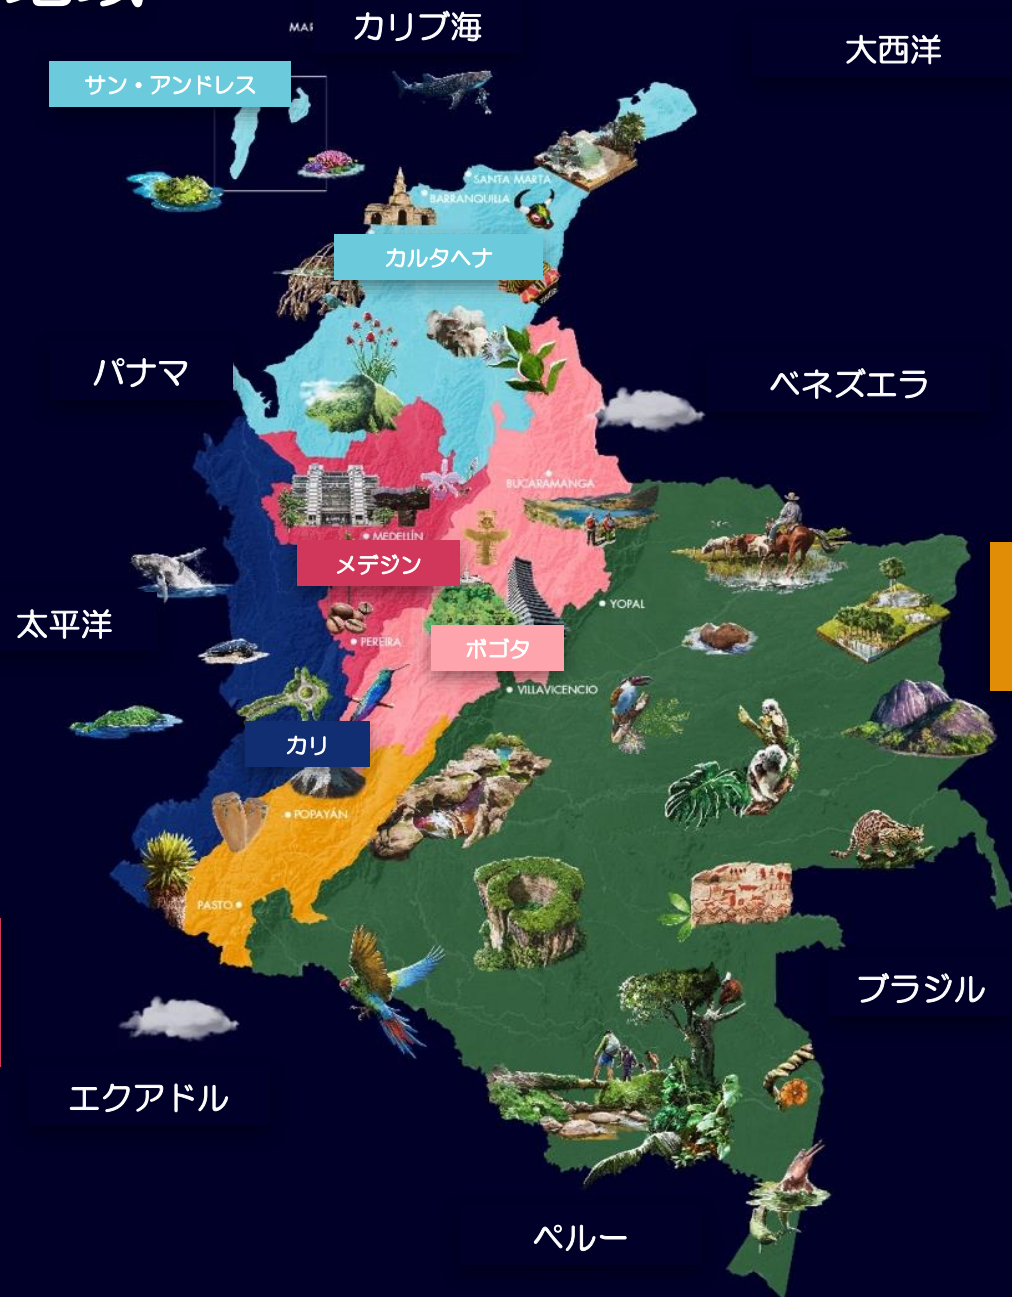 カリブ海
大西洋
サン・アンドレス
SANTA MARTA
BARRANQUILLA
カルタヘナ
パナマ
ベネズエラ
BUCARAMANGA
MEDELLÍN
メデジン
YOPAL
太平洋
PEREIRA
ボゴタ
VILLAVICENCIO
カリ
POPAYÁN
PASTO
ブラジル
エクアドル
ペルー